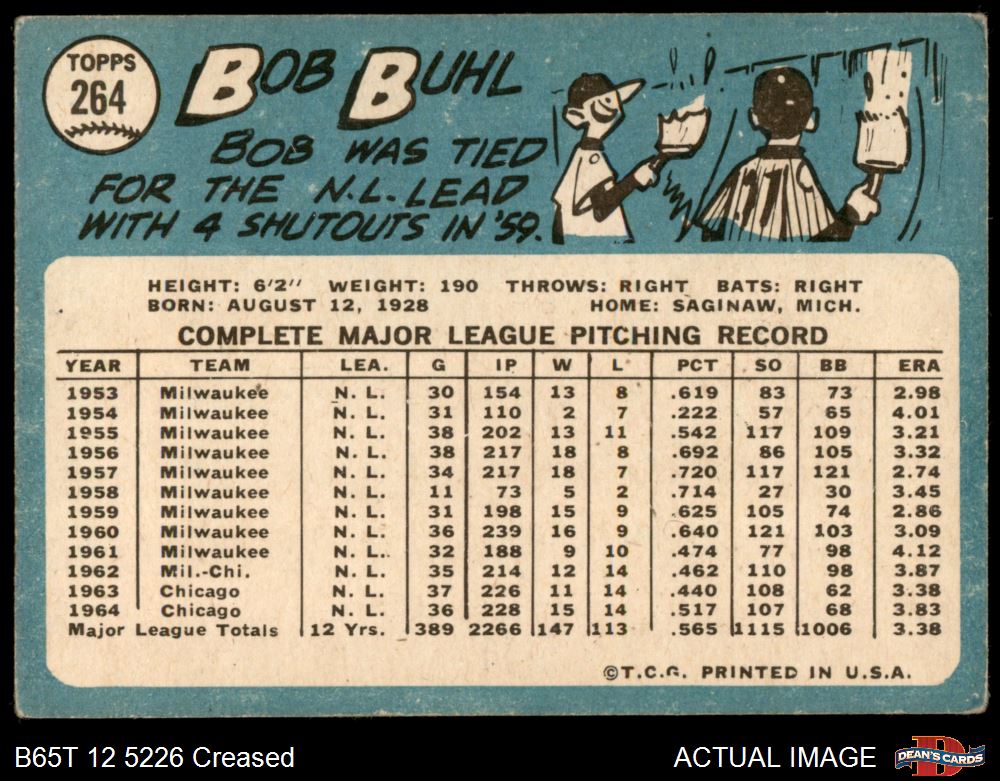 TOPPS
264
BOB BUHL
BOB WAS TIED
FOR THE N.L. LEAD
WITH 4 SHUTOUTS IN '59.
HEIGHT: 6'2" WEIGHT: 190 THROWS: RIGHT BATS: RIGHT
BORN: AUGUST 12, 1928 HOME: SAGINAW, MICH.
COMPLETE MAJOR LEAGUE PITCHING RECORD
YEAR TEAM LEA. G IP W L PCT SO BB ERA
1953 Milwaukee N. L. 30 154 13 8 .619 83 73 2.98
1954 Milwaukee N. L. 31 110 2 7 .222 57 65 4.01
1955 Milwaukee N. L. 38 202 13 11 .542 117 109 3.21
1956 Milwaukee N. L. 38 217 18 8 .692 86 105 3.32
1957 Milwaukee N. L. 34 217 18 7 .720 117 121 2.74
1958 Milwaukee N. L. 11 73 5 2 .714 27 30 3.45
1959 Milwaukee N. L. 31 198 15 9 .625 105 74 2.86
1960 Milwaukee N. L. 36 239 16 9 .640 121 103 3.09
1961 Milwaukee N. L. 32 188 9 10 .474 77 98 4.12
1962 Mil.-Chi. N. L. 35 214 12 14 .462 110 98 3.87
1963 Chicago N. L. 37 226 11 14 .440 108 62 3.38
1964 Chicago N. L. 36 228 15 14 .517 107 68 3.83
Major League Totals 12 Yrs. 389 2266 147 113 .565 1115 1006 3.38
©T.C.G. PRINTED IN U.S.A.
B65T 12 5226 Creased ACTUAL IMAGE
D
DEAN'S CARDS